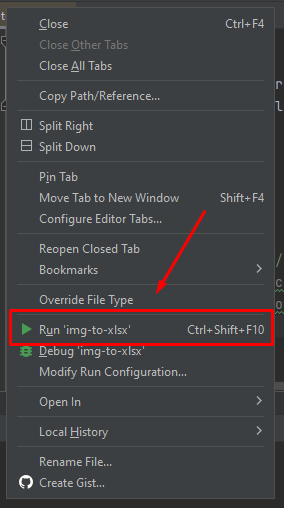 Close Ctrl+F4
Close Other Tabs
Close All Tabs
Copy Path/Reference...
Split Right
Split Down
Pin Tab
Move Tab to New Window Shift+F4
Configure Editor Tabs...
Reopen Closed Tab
Bookmarks
Override File Type
Run 'img-to-xlsx' Ctrl+Shift+F10
Debug 'img-to-xlsx'
Modify Run Configuration...
Open In
Local History
Rename File...
Create Gist...